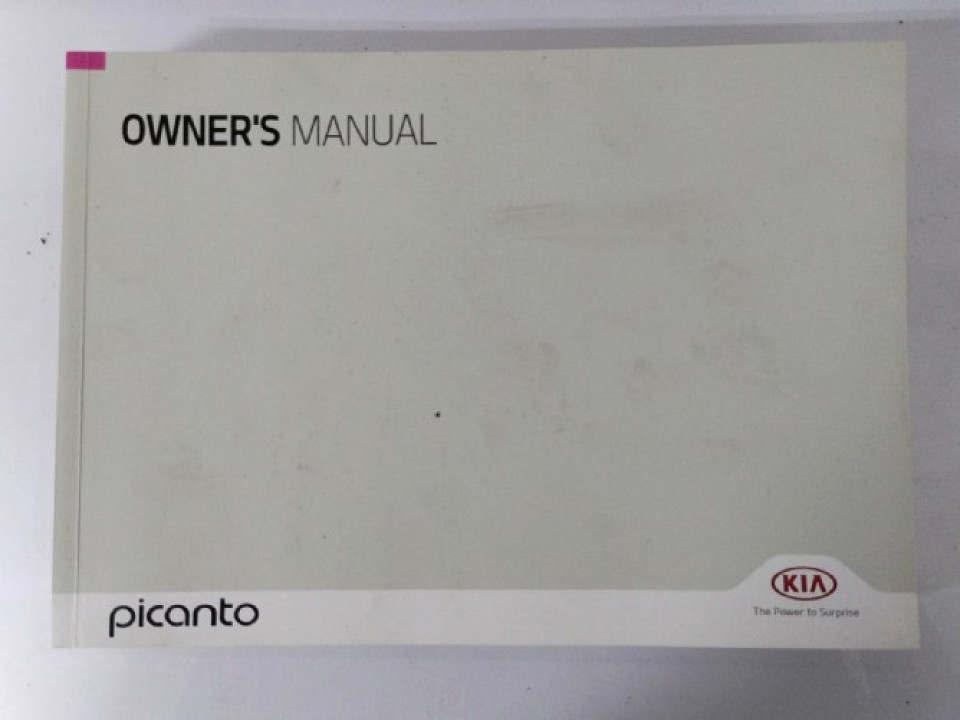 OWNER'S MANUAL
picanto
KIA
The Power to Surprise